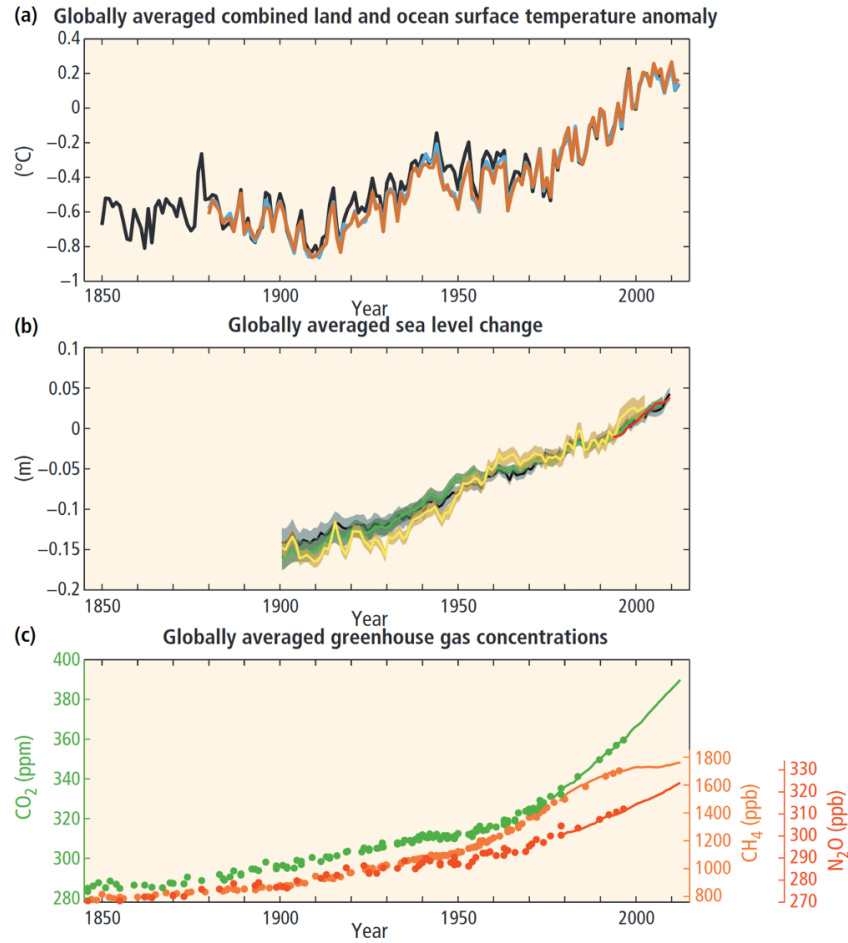 (a) Globally averaged combined land and ocean surface temperature anomaly
0.4
0.2
0
−0.2
−0.4
−0.6
−0.8
−1
(°C)
1850 1900 1950 2000
Year
(b) Globally averaged sea level change
0.1
0.05
0
−0.05
−0.1
−0.15
−0.2
(m)
1850 1900 1950 2000
Year
(c) Globally averaged greenhouse gas concentrations
400
380
360
340
320
300
280
CO₂ (ppm)
1800
1600
1400
1200
1000
800
CH₄ (ppb)
330
320
310
300
290
280
270
N₂O (ppb)
1850 1900 1950 2000
Year